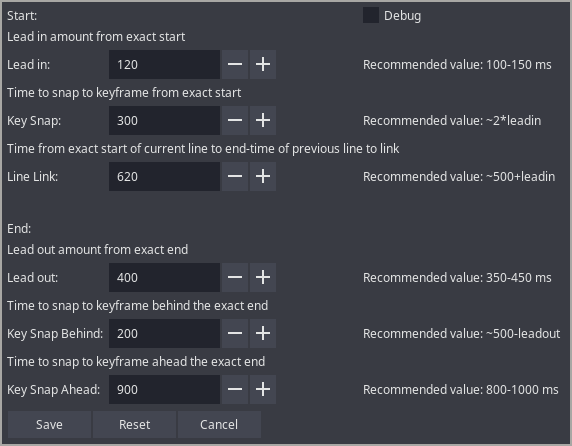 Start: Debug
Lead in amount from exact start
Lead in: 120 Recommended value: 100-150 ms
Time to snap to keyframe from exact start
Key Snap: 300 Recommended value: ~2*leadin
Time from exact start of current line to end-time of previous line to link
Line Link: 620 Recommended value: ~500+leadin
End:
Lead out amount from exact end
Lead out: 400 Recommended value: 350-450 ms
Time to snap to keyframe behind the exact end
Key Snap Behind: 200 Recommended value: ~500-leadout
Time to snap to keyframe ahead the exact end
Key Snap Ahead: 900 Recommended value: 800-1000 ms
Save Reset Cancel